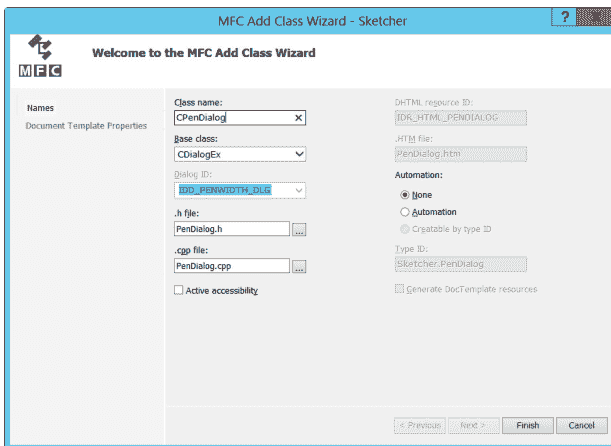 MFC Add Class Wizard - Sketcher
?
MFC
Welcome to the MFC Add Class Wizard
Names
Document Template Properties
Class name:
CPenDialog
Base class:
CDialogEx
Dialog ID:
IDD_PENWIDTH_DLG
.h file:
PenDialog.h
...
.cpp file:
PenDialog.cpp
...
Active accessibility
DHTML resource ID:
IDR_HTML_PENDIALOG
.HTM file:
PenDialog.htm
Automation:
None
Automation
Creatable by type ID
Type ID:
Sketcher.PenDialog
Generate DocTemplate resources
< Previous
Next >
Finish
Cancel